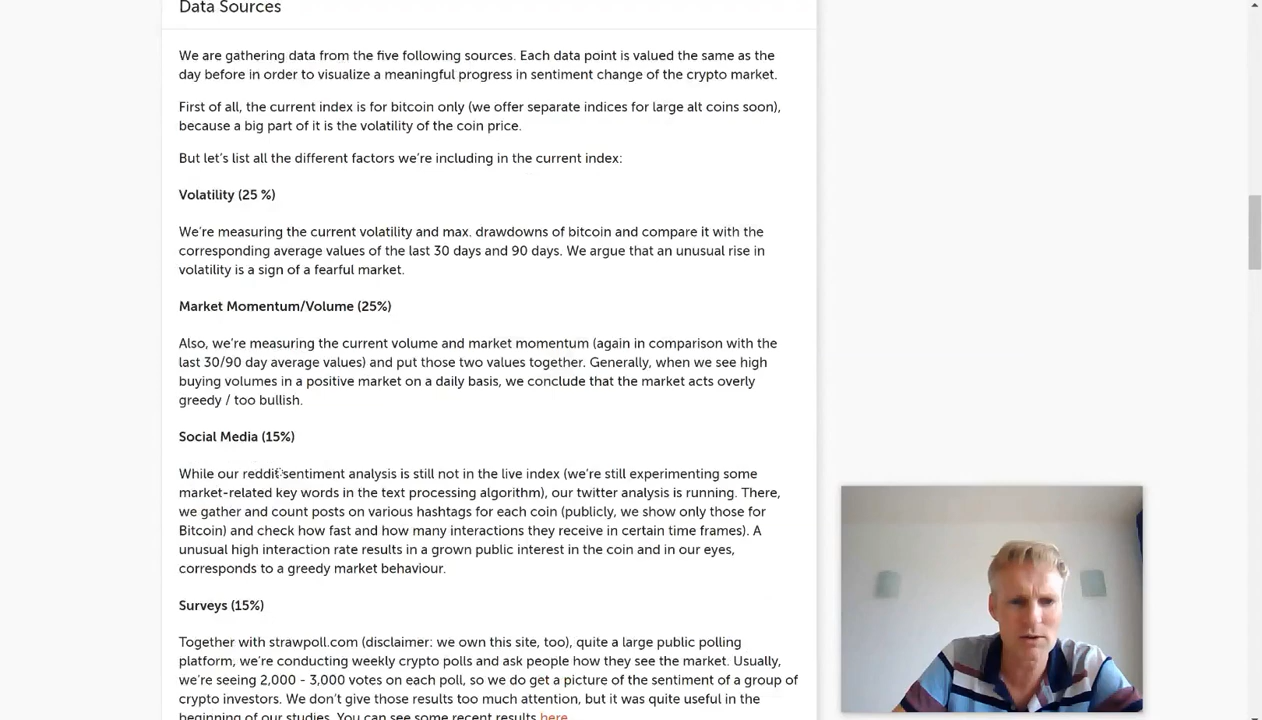 Data Sources
We are gathering data from the five following sources. Each data point is valued the same as the
day before in order to visualize a meaningful progress in sentiment change of the crypto market.
First of all, the current index is for bitcoin only (we offer separate indices for large alt coins soon),
because a big part of it is the volatility of the coin price.
But let's list all the different factors we're including in the current index:
Volatility (25 %)
We're measuring the current volatility and max. drawdowns of bitcoin and compare it with the
corresponding average values of the last 30 days and 90 days. We argue that an unusual rise in
volatility is a sign of a fearful market.
Market Momentum/Volume (25%)
Also, we're measuring the current volume and market momentum (again in comparison with the
last 30/90 day average values) and put those two values together. Generally, when we see high
buying volumes in a positive market on a daily basis, we conclude that the market acts overly
greedy / too bullish.
Social Media (15%)
While our reddit sentiment analysis is still not in the live index (we're still experimenting some
market-related key words in the text processing algorithm), our twitter analysis is running. There,
we gather and count posts on various hashtags for each coin (publicly, we show only those for
Bitcoin) and check how fast and how many interactions they receive in certain time frames). A
unusual high interaction rate results in a grown public interest in the coin and in our eyes,
corresponds to a greedy market behaviour.
Surveys (15%)
Together with strawpoll.com (disclaimer: we own this site, too), quite a large public polling
platform, we're conducting weekly crypto polls and ask people how they see the market. Usually,
we're seeing 2,000 - 3,000 votes on each poll, so we do get a picture of the sentiment of a group of
crypto investors. We don't give those results too much attention, but it was quite useful in the
beginning of our studies. You can see some recent results here.